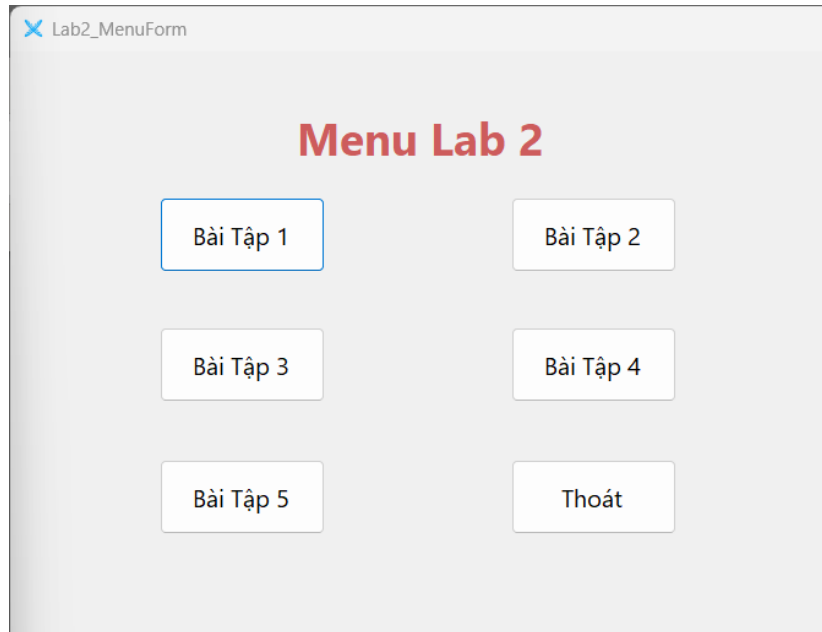 Lab2_MenuForm
Menu Lab 2
Bài Tập 1
Bài Tập 2
Bài Tập 3
Bài Tập 4
Bài Tập 5
Thoát